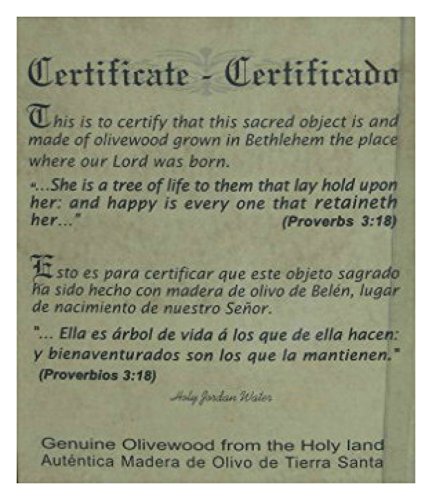 Certificate - Certificado
This is to certify that this sacred object is and
made of olivewood grown in Bethlehem the place
where our Lord was born.
"...She is a tree of life to them that lay hold upon
her: and happy is every one that retaineth
her..." (Proverbs 3:18)
Esto es para certificar que este objeto sagrado
ha sido hecho con madera de olivo de Belén, lugar
de nacimiento de nuestro Señor.
"... Ella es árbol de vida á los que de ella hacen:
y bienaventurados son los que la mantienen."
(Proverbios 3:18)
Holy Jordan Water
Genuine Olivewood from the Holy land
Auténtica Madera de Olivo de Tierra Santa